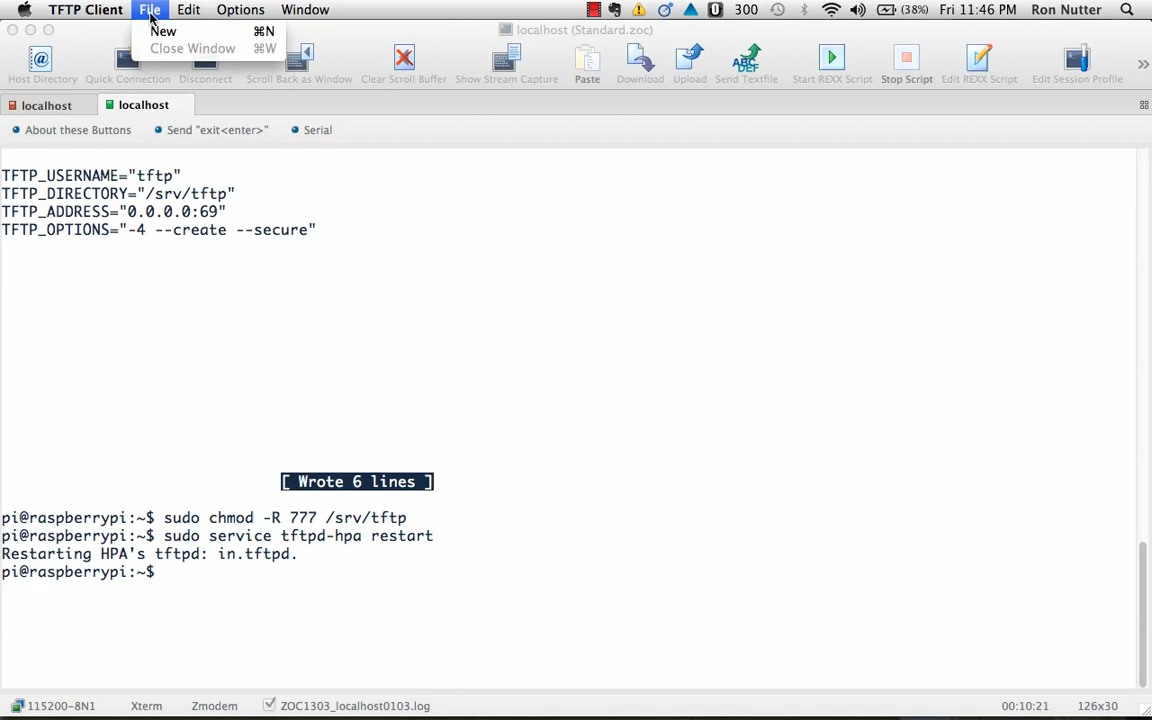 TFTP Client File Edit Options Window 300 (38%) Fri 11:46 PM Ron Nutter
New ⌘N
Close Window ⌘W
localhost (Standard.zoc)
Host Directory Quick Connection Disconnect Scroll Back as Window Clear Scroll Buffer Show Stream Capture Paste Download Upload Send Textfile Start REXX Script Stop Script Edit REXX Script Edit Session Profile »
localhost localhost
About these Buttons Send "exit<enter>" Serial
TFTP_USERNAME="tftp"
TFTP_DIRECTORY="/srv/tftp"
TFTP_ADDRESS="0.0.0.0:69"
TFTP_OPTIONS="-4 --create --secure"
[ Wrote 6 lines ]
pi@raspberrypi:~$ sudo chmod -R 777 /srv/tftp
pi@raspberrypi:~$ sudo service tftpd-hpa restart
Restarting HPA's tftpd: in.tftpd.
pi@raspberrypi:~$
115200-8N1 Xterm Zmodem ZOC1303_localhost0103.log 00:10:21 126x30